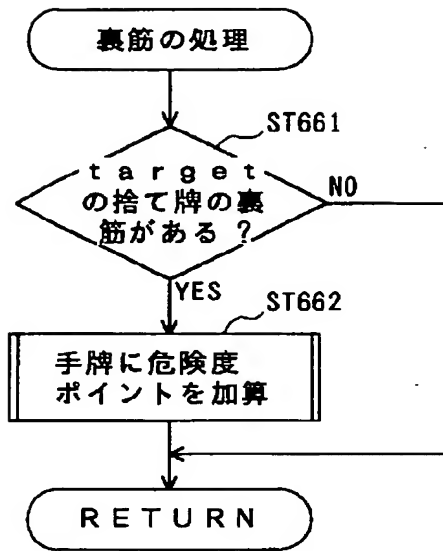 裏筋の処理
ST661
target
の捨て牌の裏
筋がある?
NO
YES
ST662
手牌に危険度
ポイントを加算
RETURN